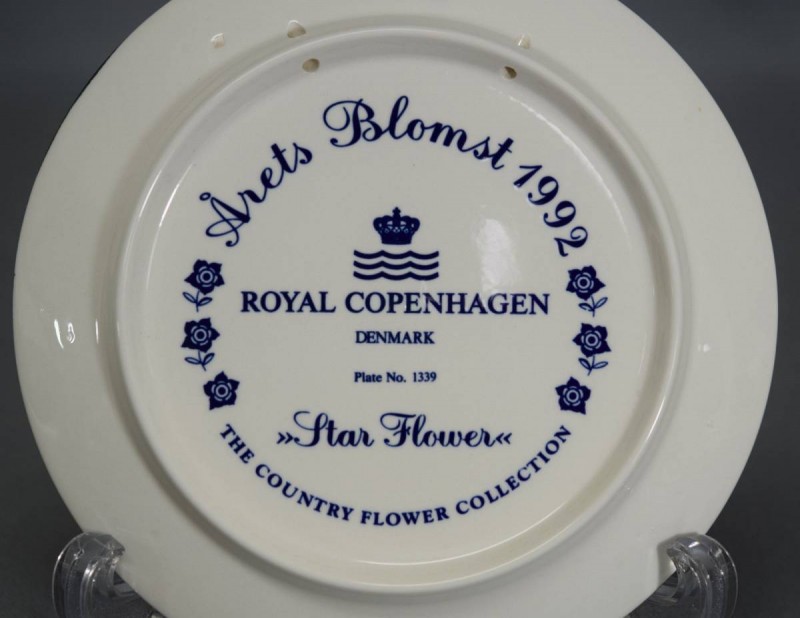 Årets Blomst 1992
ROYAL COPENHAGEN
DENMARK
Plate No. 1339
»Star Flower«
THE COUNTRY FLOWER COLLECTION